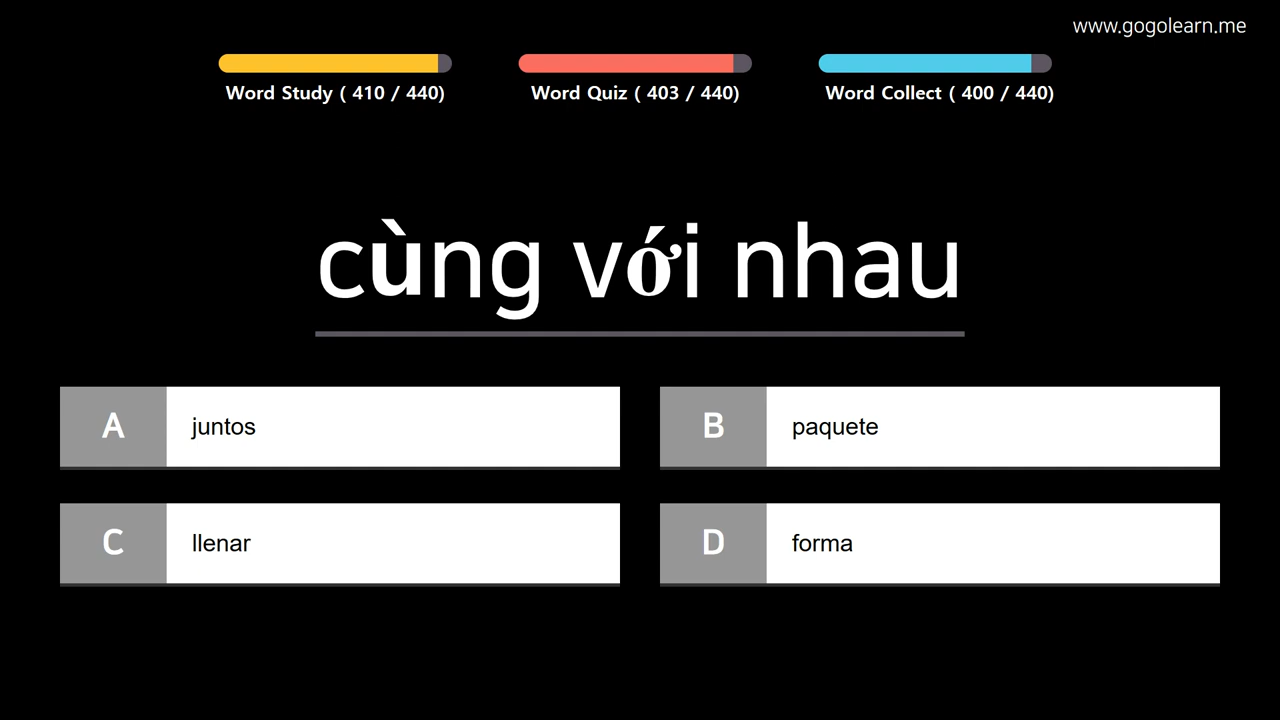 www.gogolearn.me
Word Study ( 410 / 440)
Word Quiz ( 403 / 440)
Word Collect ( 400 / 440)
cùng với nhau
A juntos
B paquete
C llenar
D forma